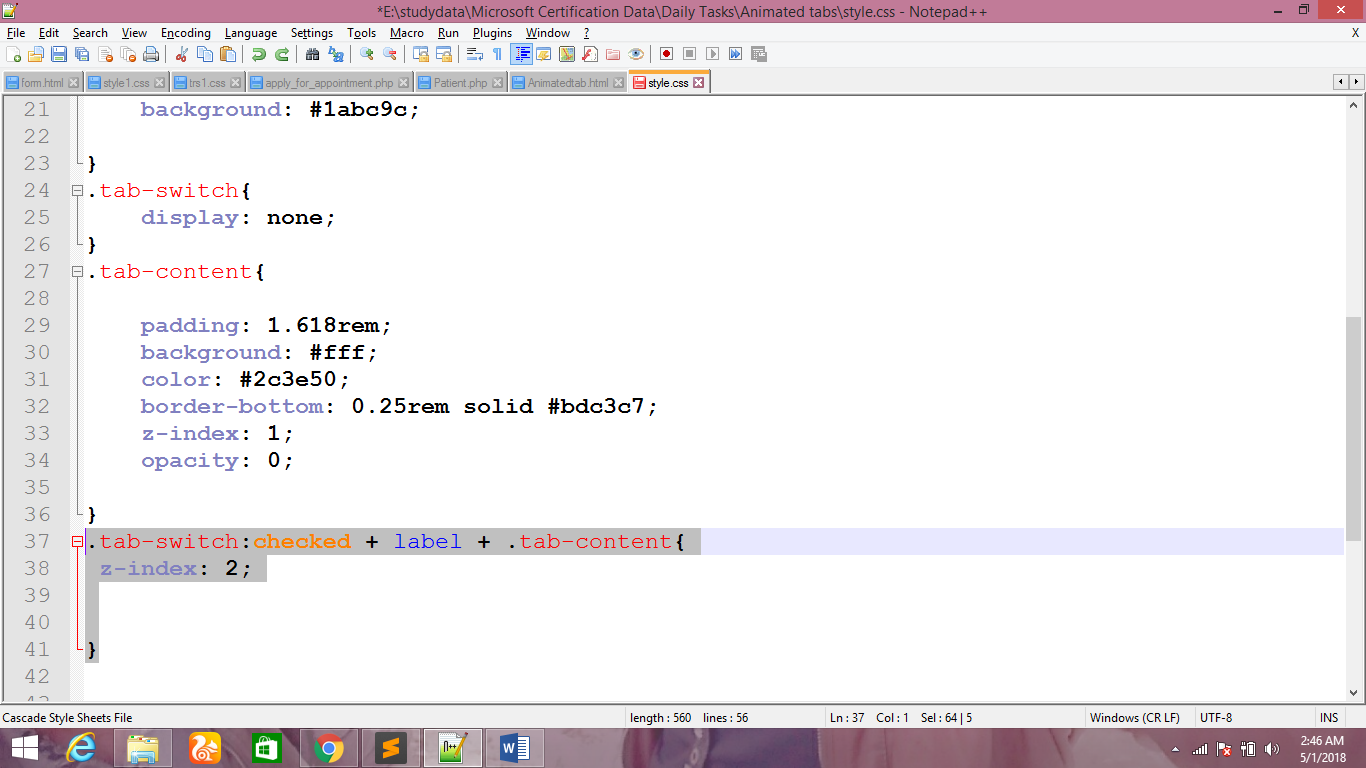 *E:\studydata\Microsoft Certification Data\Daily Tasks\Animated tabs\style.css - Notepad++
File Edit Search View Encoding Language Settings Tools Macro Run Plugins Window ? X
form.html style1.css trs1.css apply_for_appointment.php Patient.php Animatedtab.html style.css
21 background: #1abc9c;
22
23 }
24 .tab-switch{
25 display: none;
26 }
27 .tab-content{
28
29 padding: 1.618rem;
30 background: #fff;
31 color: #2c3e50;
32 border-bottom: 0.25rem solid #bdc3c7;
33 z-index: 1;
34 opacity: 0;
35
36 }
37 .tab-switch:checked + label + .tab-content{
38 z-index: 2;
39
40
41 }
42
Cascade Style Sheets File length : 560 lines : 56 Ln : 37 Col : 1 Sel : 64 | 5 Windows (CR LF) UTF-8 INS
2:46 AM
5/1/2018